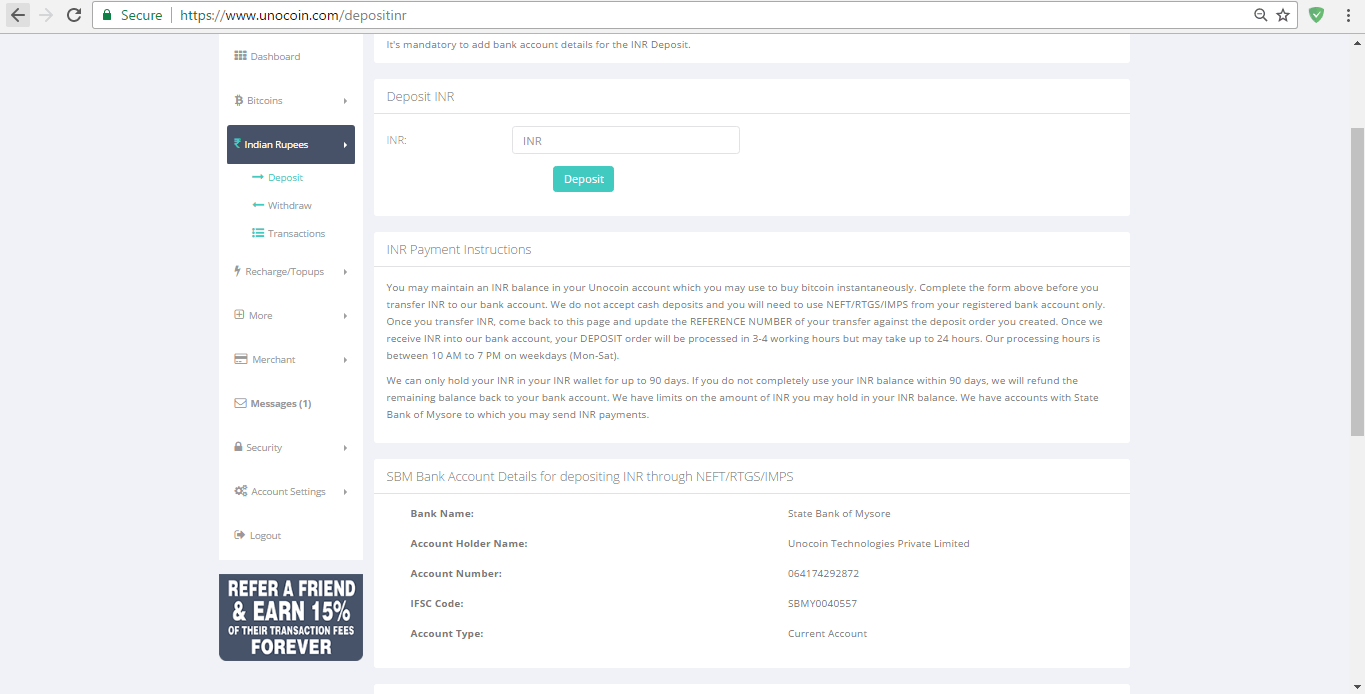 Secure
https://www.unocoin.com/depositinr
Dashboard
Bitcoins
Indian Rupees
Deposit
Withdraw
Transactions
Recharge/Topups
More
Merchant
Messages (1)
Security
Account Settings
Logout
REFER A FRIEND
& EARN 15%
OF THEIR TRANSACTION FEES
FOREVER
It's mandatory to add bank account details for the INR Deposit.
Deposit INR
INR:
INR
Deposit
INR Payment Instructions
You may maintain an INR balance in your Unocoin account which you may use to buy bitcoin instantaneously. Complete the form above before you
transfer INR to our bank account. We do not accept cash deposits and you will need to use NEFT/RTGS/IMPS from your registered bank account only.
Once you transfer INR, come back to this page and update the REFERENCE NUMBER of your transfer against the deposit order you created. Once we
receive INR into our bank account, your DEPOSIT order will be processed in 3-4 working hours but may take up to 24 hours. Our processing hours is
between 10 AM to 7 PM on weekdays (Mon-Sat).
We can only hold your INR in your INR wallet for up to 90 days. If you do not completely use your INR balance within 90 days, we will refund the
remaining balance back to your bank account. We have limits on the amount of INR you may hold in your INR balance. We have accounts with State
Bank of Mysore to which you may send INR payments.
SBM Bank Account Details for depositing INR through NEFT/RTGS/IMPS
Bank Name: State Bank of Mysore
Account Holder Name: Unocoin Technologies Private Limited
Account Number: 064174292872
IFSC Code: SBMY0040557
Account Type: Current Account